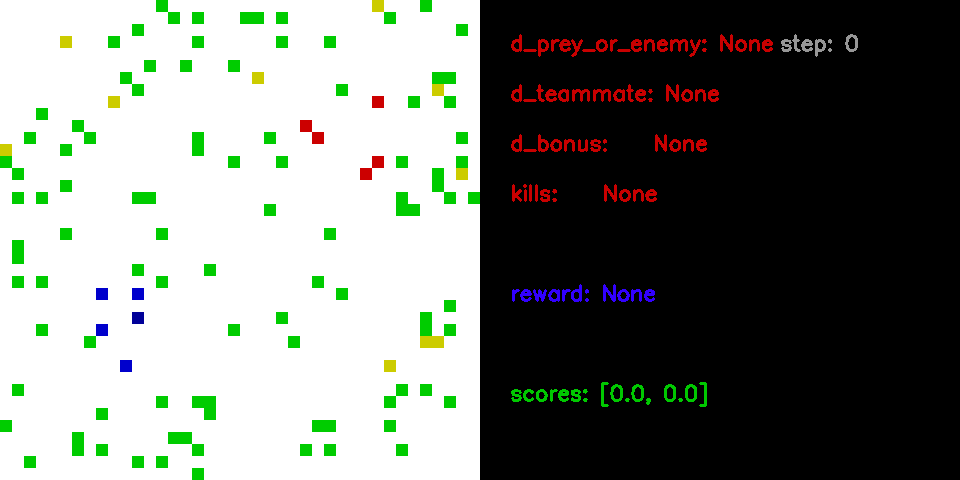 d_prey_or_enemy: None step: 0
d_teammate: None
d_bonus: None
kills: None
reward: None
scores: [0.0, 0.0]